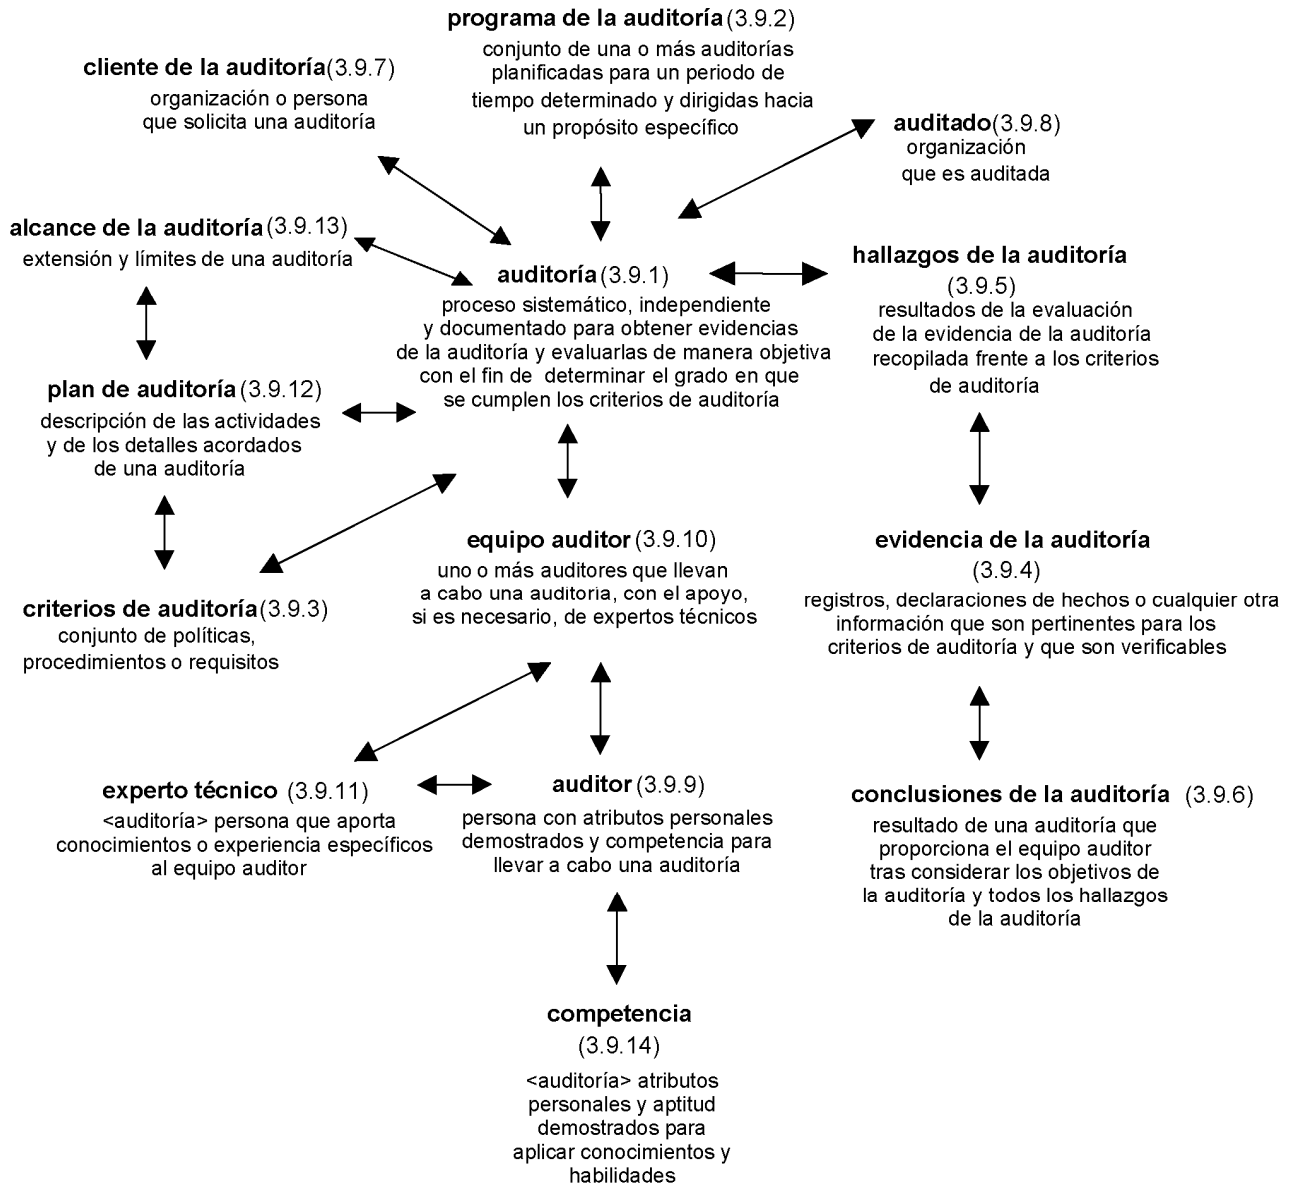 programa de la auditoría (3.9.2)
conjunto de una o más auditorías
planificadas para un periodo de
tiempo determinado y dirigidas hacia
un propósito específico
cliente de la auditoría(3.9.7)
organización o persona
que solicita una auditoría
auditado(3.9.8)
organización
que es auditada
alcance de la auditoría (3.9.13)
extensión y límites de una auditoría
auditoría (3.9.1)
proceso sistemático, independiente
y documentado para obtener evidencias
de la auditoría y evaluarlas de manera objetiva
con el fin de determinar el grado en que
se cumplen los criterios de auditoría
hallazgos de la auditoría
(3.9.5)
resultados de la evaluación
de la evidencia de la auditoría
recopilada frente a los criterios
de auditoría
plan de auditoría (3.9.12)
descripción de las actividades
y de los detalles acordados
de una auditoría
criterios de auditoría (3.9.3)
conjunto de políticas,
procedimientos o requisitos
equipo auditor (3.9.10)
uno o más auditores que llevan
a cabo una auditoria, con el apoyo,
si es necesario, de expertos técnicos
evidencia de la auditoría
(3.9.4)
registros, declaraciones de hechos o cualquier otra
información que son pertinentes para los
criterios de auditoría y que son verificables
experto técnico (3.9.11)
<auditoría> persona que aporta
conocimientos o experiencia específicos
al equipo auditor
auditor (3.9.9)
persona con atributos personales
demostrados y competencia para
llevar a cabo una auditoría
conclusiones de la auditoría (3.9.6)
resultado de una auditoría que
proporciona el equipo auditor
tras considerar los objetivos de
la auditoría y todos los hallazgos
de la auditoría
competencia
(3.9.14)
<auditoría> atributos
personales y aptitud
demostrados para
aplicar conocimientos y
habilidades